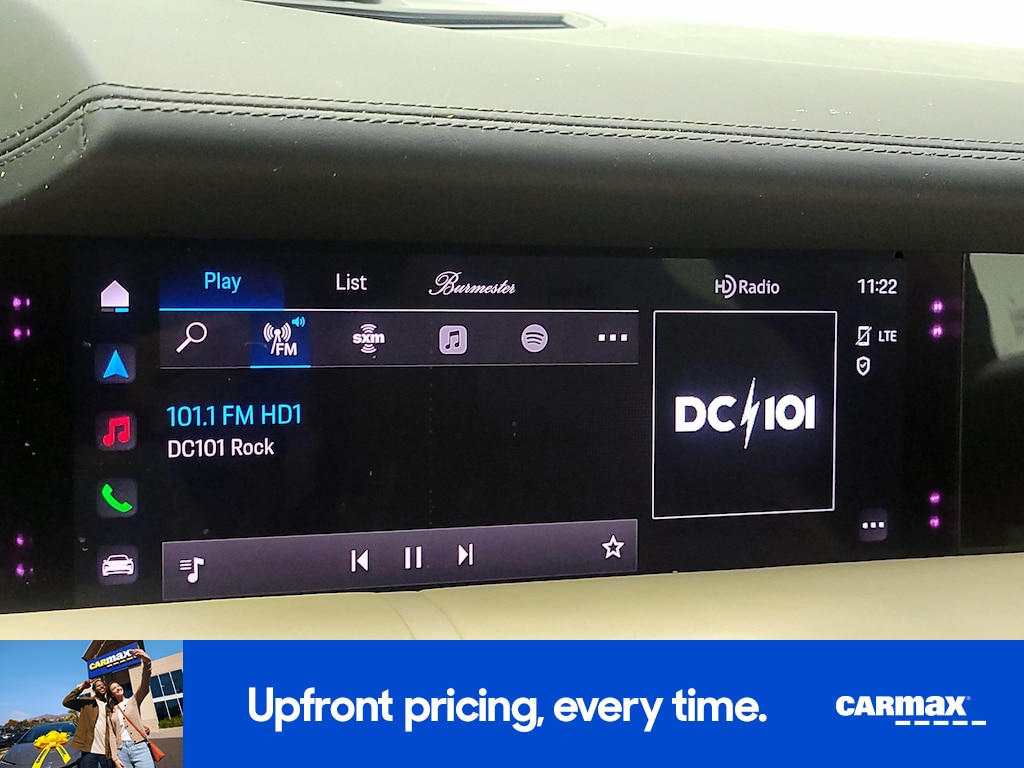 Play
List
Burmester
HD Radio
11:22
FM
sxm
LTE
101.1 FM HD1
DC101 Rock
DC101
CARMAX
Upfront pricing, every time.
CARMAX